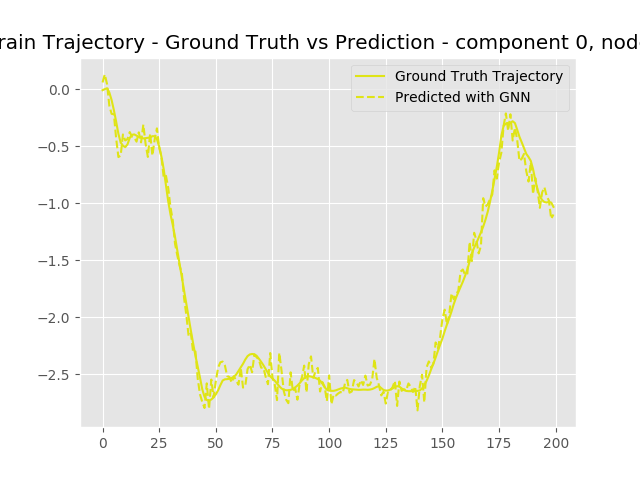 rain Trajectory - Ground Truth vs Prediction - component 0, nod
Ground Truth Trajectory
Predicted with GNN
0.0
−0.5
−1.0
−1.5
−2.0
−2.5
0 25 50 75 100 125 150 175 200